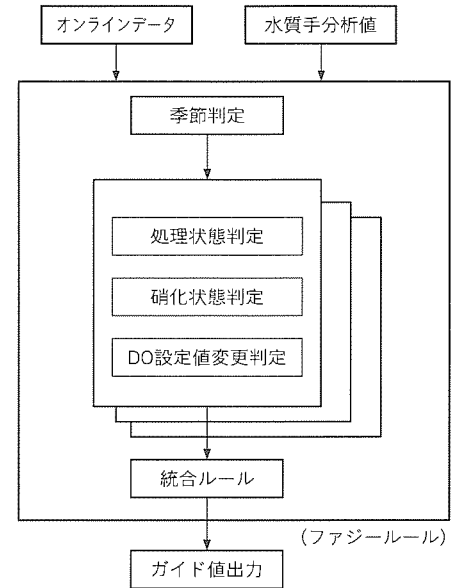 オンラインデータ
水質手分析値
季節判定
処理状態判定
硝化状態判定
DO設定値変更判定
統合ルール
(ファジールール)
ガイド値出力